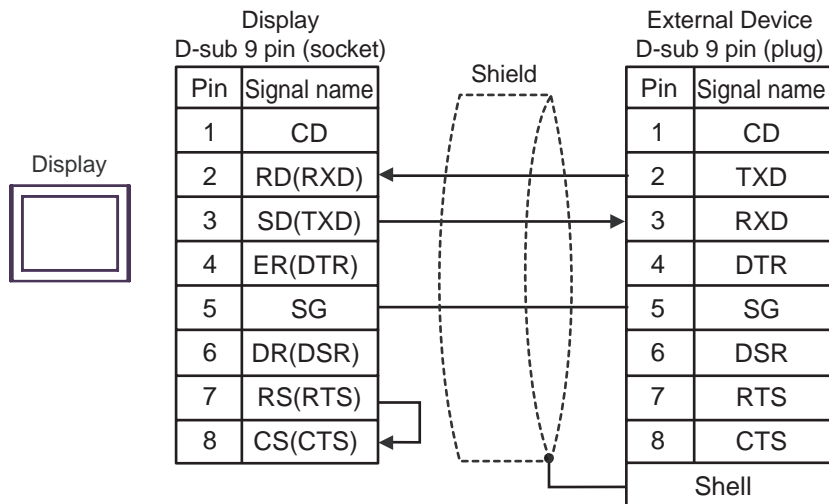 Display
D-sub 9 pin (socket)
External Device
D-sub 9 pin (plug)
Shield
Display
Pin Signal name
1 CD
2 RD(RXD)
3 SD(TXD)
4 ER(DTR)
5 SG
6 DR(DSR)
7 RS(RTS)
8 CS(CTS)
Pin Signal name
1 CD
2 TXD
3 RXD
4 DTR
5 SG
6 DSR
7 RTS
8 CTS
Shell